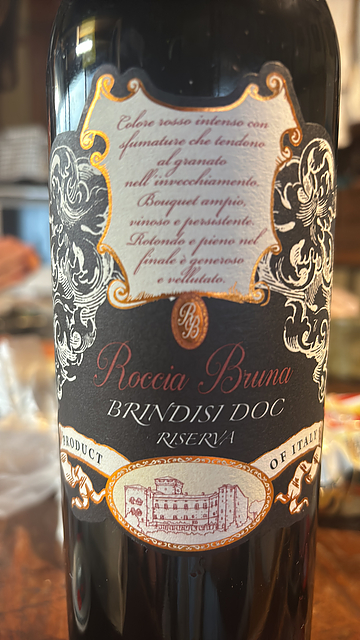 Colore rosso intenso con
sfumature che tendono
al granato
nell'invecchiamento.
Bouquet ampio,
vinoso e persistente.
Rotondo e pieno nel
finale è generoso
e vellutato.
RB
Roccia Bruna
BRINDISI DOC
RISERVA
PRODUCT OF ITALY